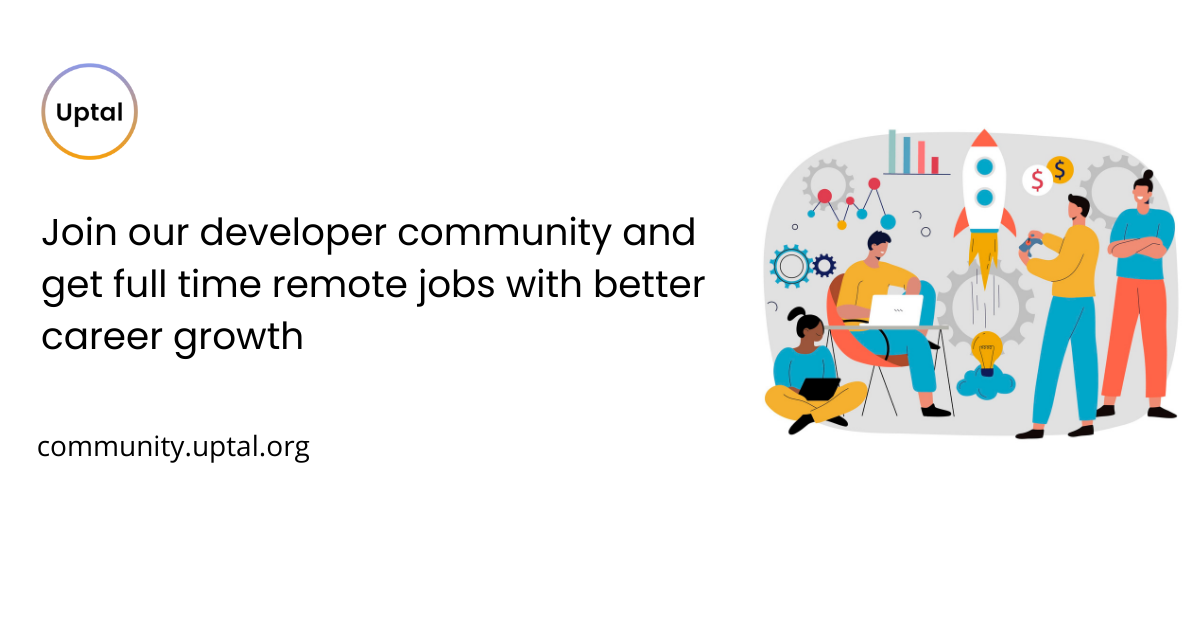 Uptal
Join our developer community and
get full time remote jobs with better
career growth
community.uptal.org
$
$